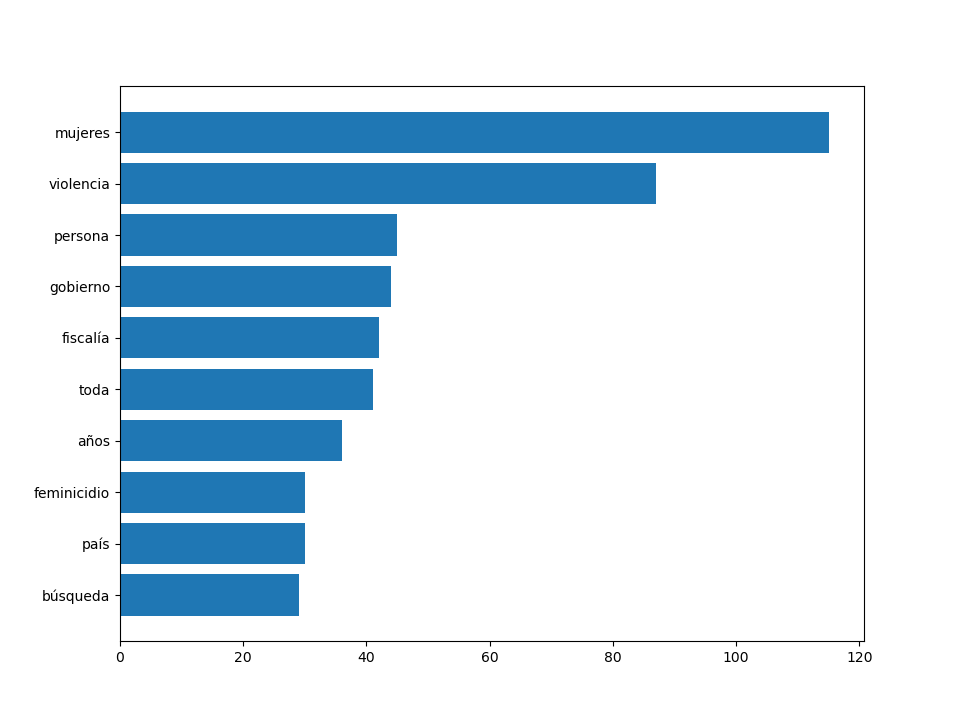 mujeres
violencia
persona
gobierno
fiscalía
toda
años
feminicidio
país
búsqueda
0 20 40 60 80 100 120